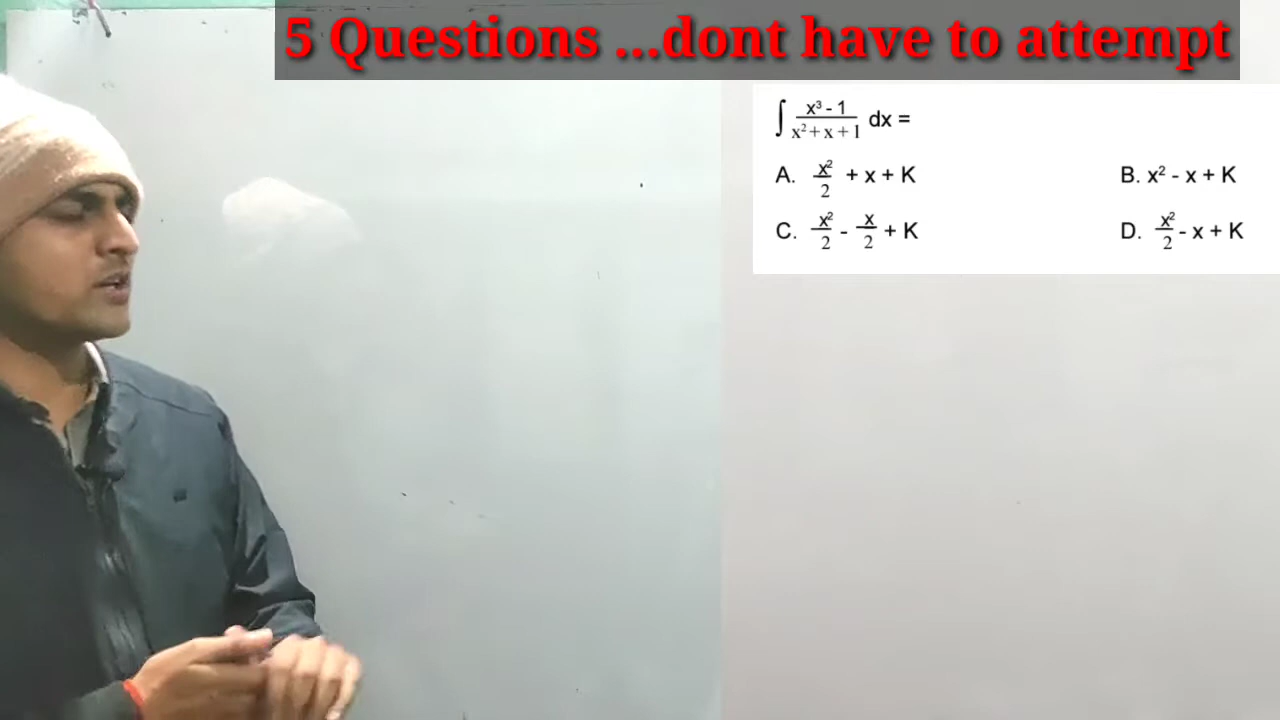 5 Questions ...dont have to attempt
∫ x³ - 1 / x² + x + 1 dx =
A. x²/2 + x + K
B. x² - x + K
C. x²/2 - x/2 + K
D. x²/2 - x + K